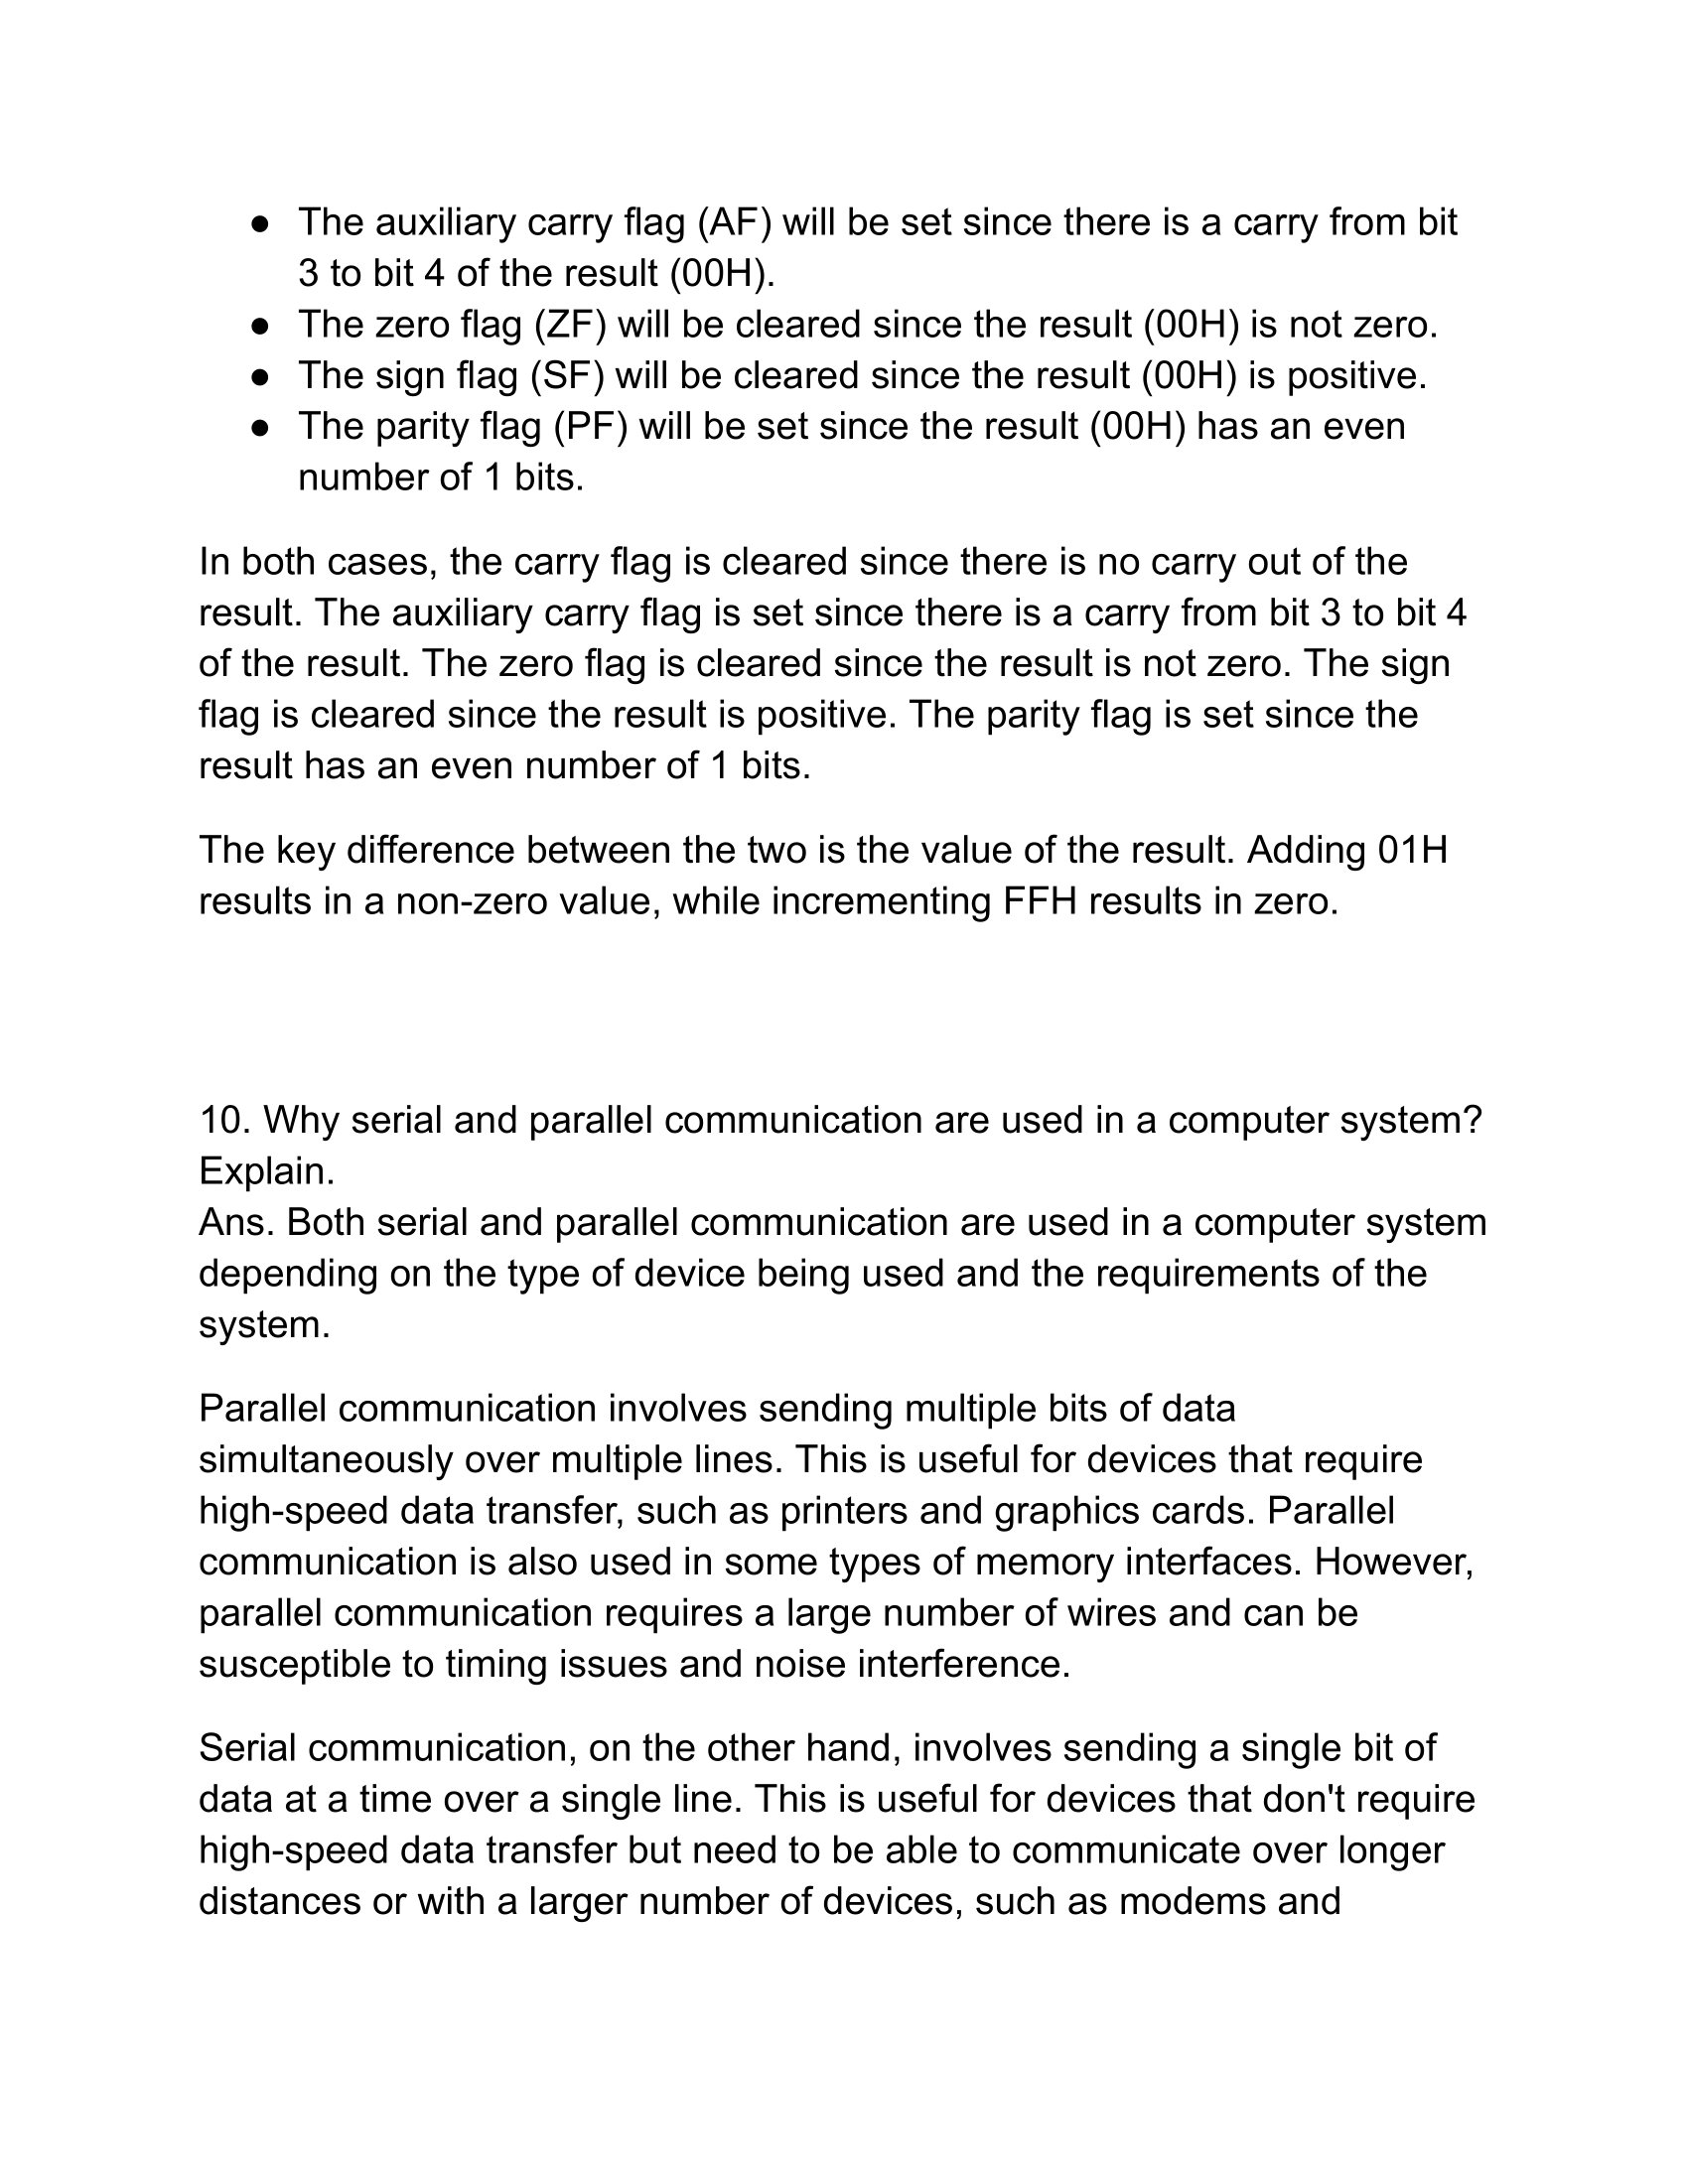 ● The auxiliary carry flag (AF) will be set since there is a carry from bit
3 to bit 4 of the result (00H).
● The zero flag (ZF) will be cleared since the result (00H) is not zero.
● The sign flag (SF) will be cleared since the result (00H) is positive.
● The parity flag (PF) will be set since the result (00H) has an even
number of 1 bits.
In both cases, the carry flag is cleared since there is no carry out of the
result. The auxiliary carry flag is set since there is a carry from bit 3 to bit 4
of the result. The zero flag is cleared since the result is not zero. The sign
flag is cleared since the result is positive. The parity flag is set since the
result has an even number of 1 bits.
The key difference between the two is the value of the result. Adding 01H
results in a non-zero value, while incrementing FFH results in zero.
10. Why serial and parallel communication are used in a computer system?
Explain.
Ans. Both serial and parallel communication are used in a computer system
depending on the type of device being used and the requirements of the
system.
Parallel communication involves sending multiple bits of data
simultaneously over multiple lines. This is useful for devices that require
high-speed data transfer, such as printers and graphics cards. Parallel
communication is also used in some types of memory interfaces. However,
parallel communication requires a large number of wires and can be
susceptible to timing issues and noise interference.
Serial communication, on the other hand, involves sending a single bit of
data at a time over a single line. This is useful for devices that don't require
high-speed data transfer but need to be able to communicate over longer
distances or with a larger number of devices, such as modems and